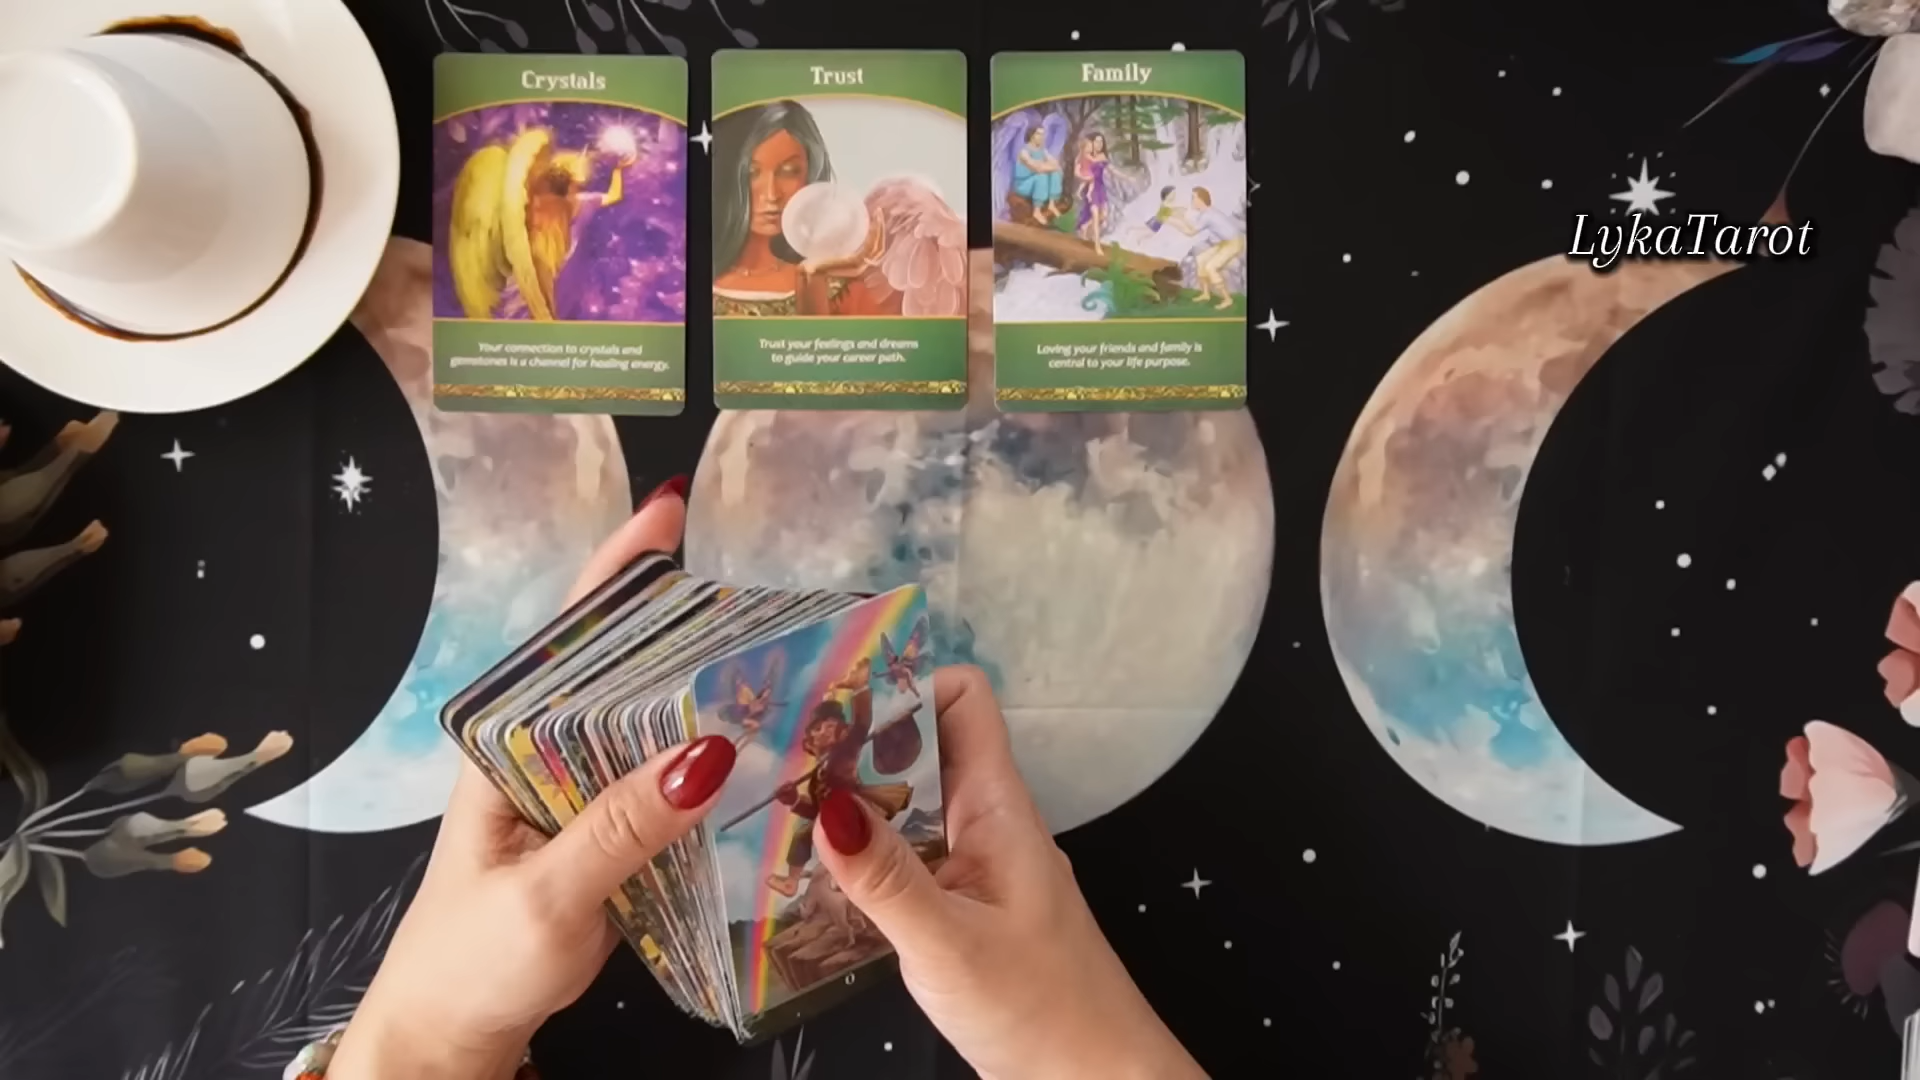 Crystals
Your connection to crystals and
gemstones is a channel for healing energy.
Trust
Trust your feelings and dreams
to guide your career path.
Family
Loving your friends and family is
central to your life purpose.
LykaTarot
0